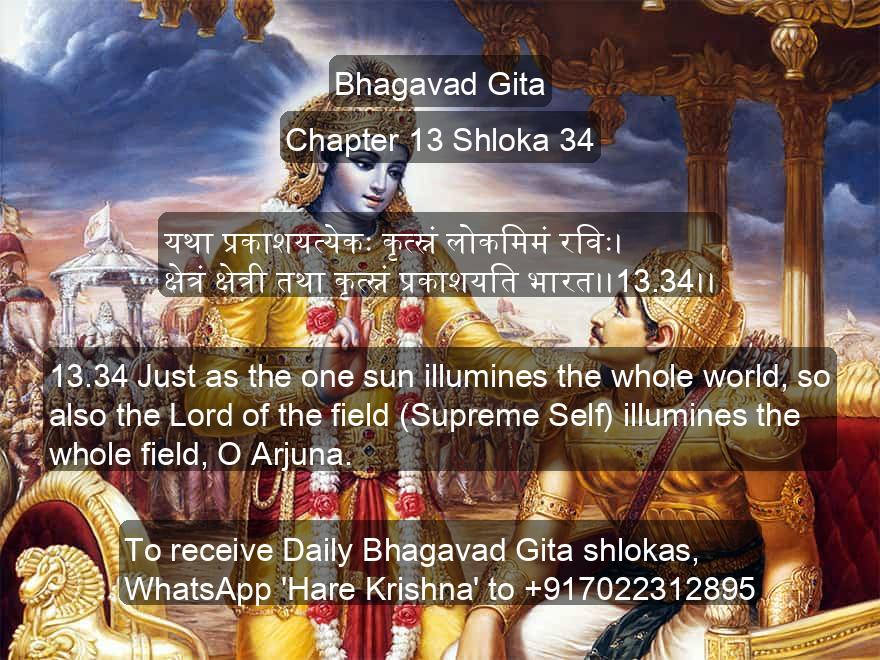 Bhagavad Gita
Chapter 13 Shloka 34
यथा प्रकाशयत्येकः कृत्स्नं लोकमिमं रविः।
क्षेत्रं क्षेत्री तथा कृत्स्नं प्रकाशयति भारत।।13.34।।
13.34 Just as the one sun illumines the whole world, so
also the Lord of the field (Supreme Self) illumines the
whole field, O Arjuna.
To receive Daily Bhagavad Gita shlokas,
WhatsApp 'Hare Krishna' to +917022312895